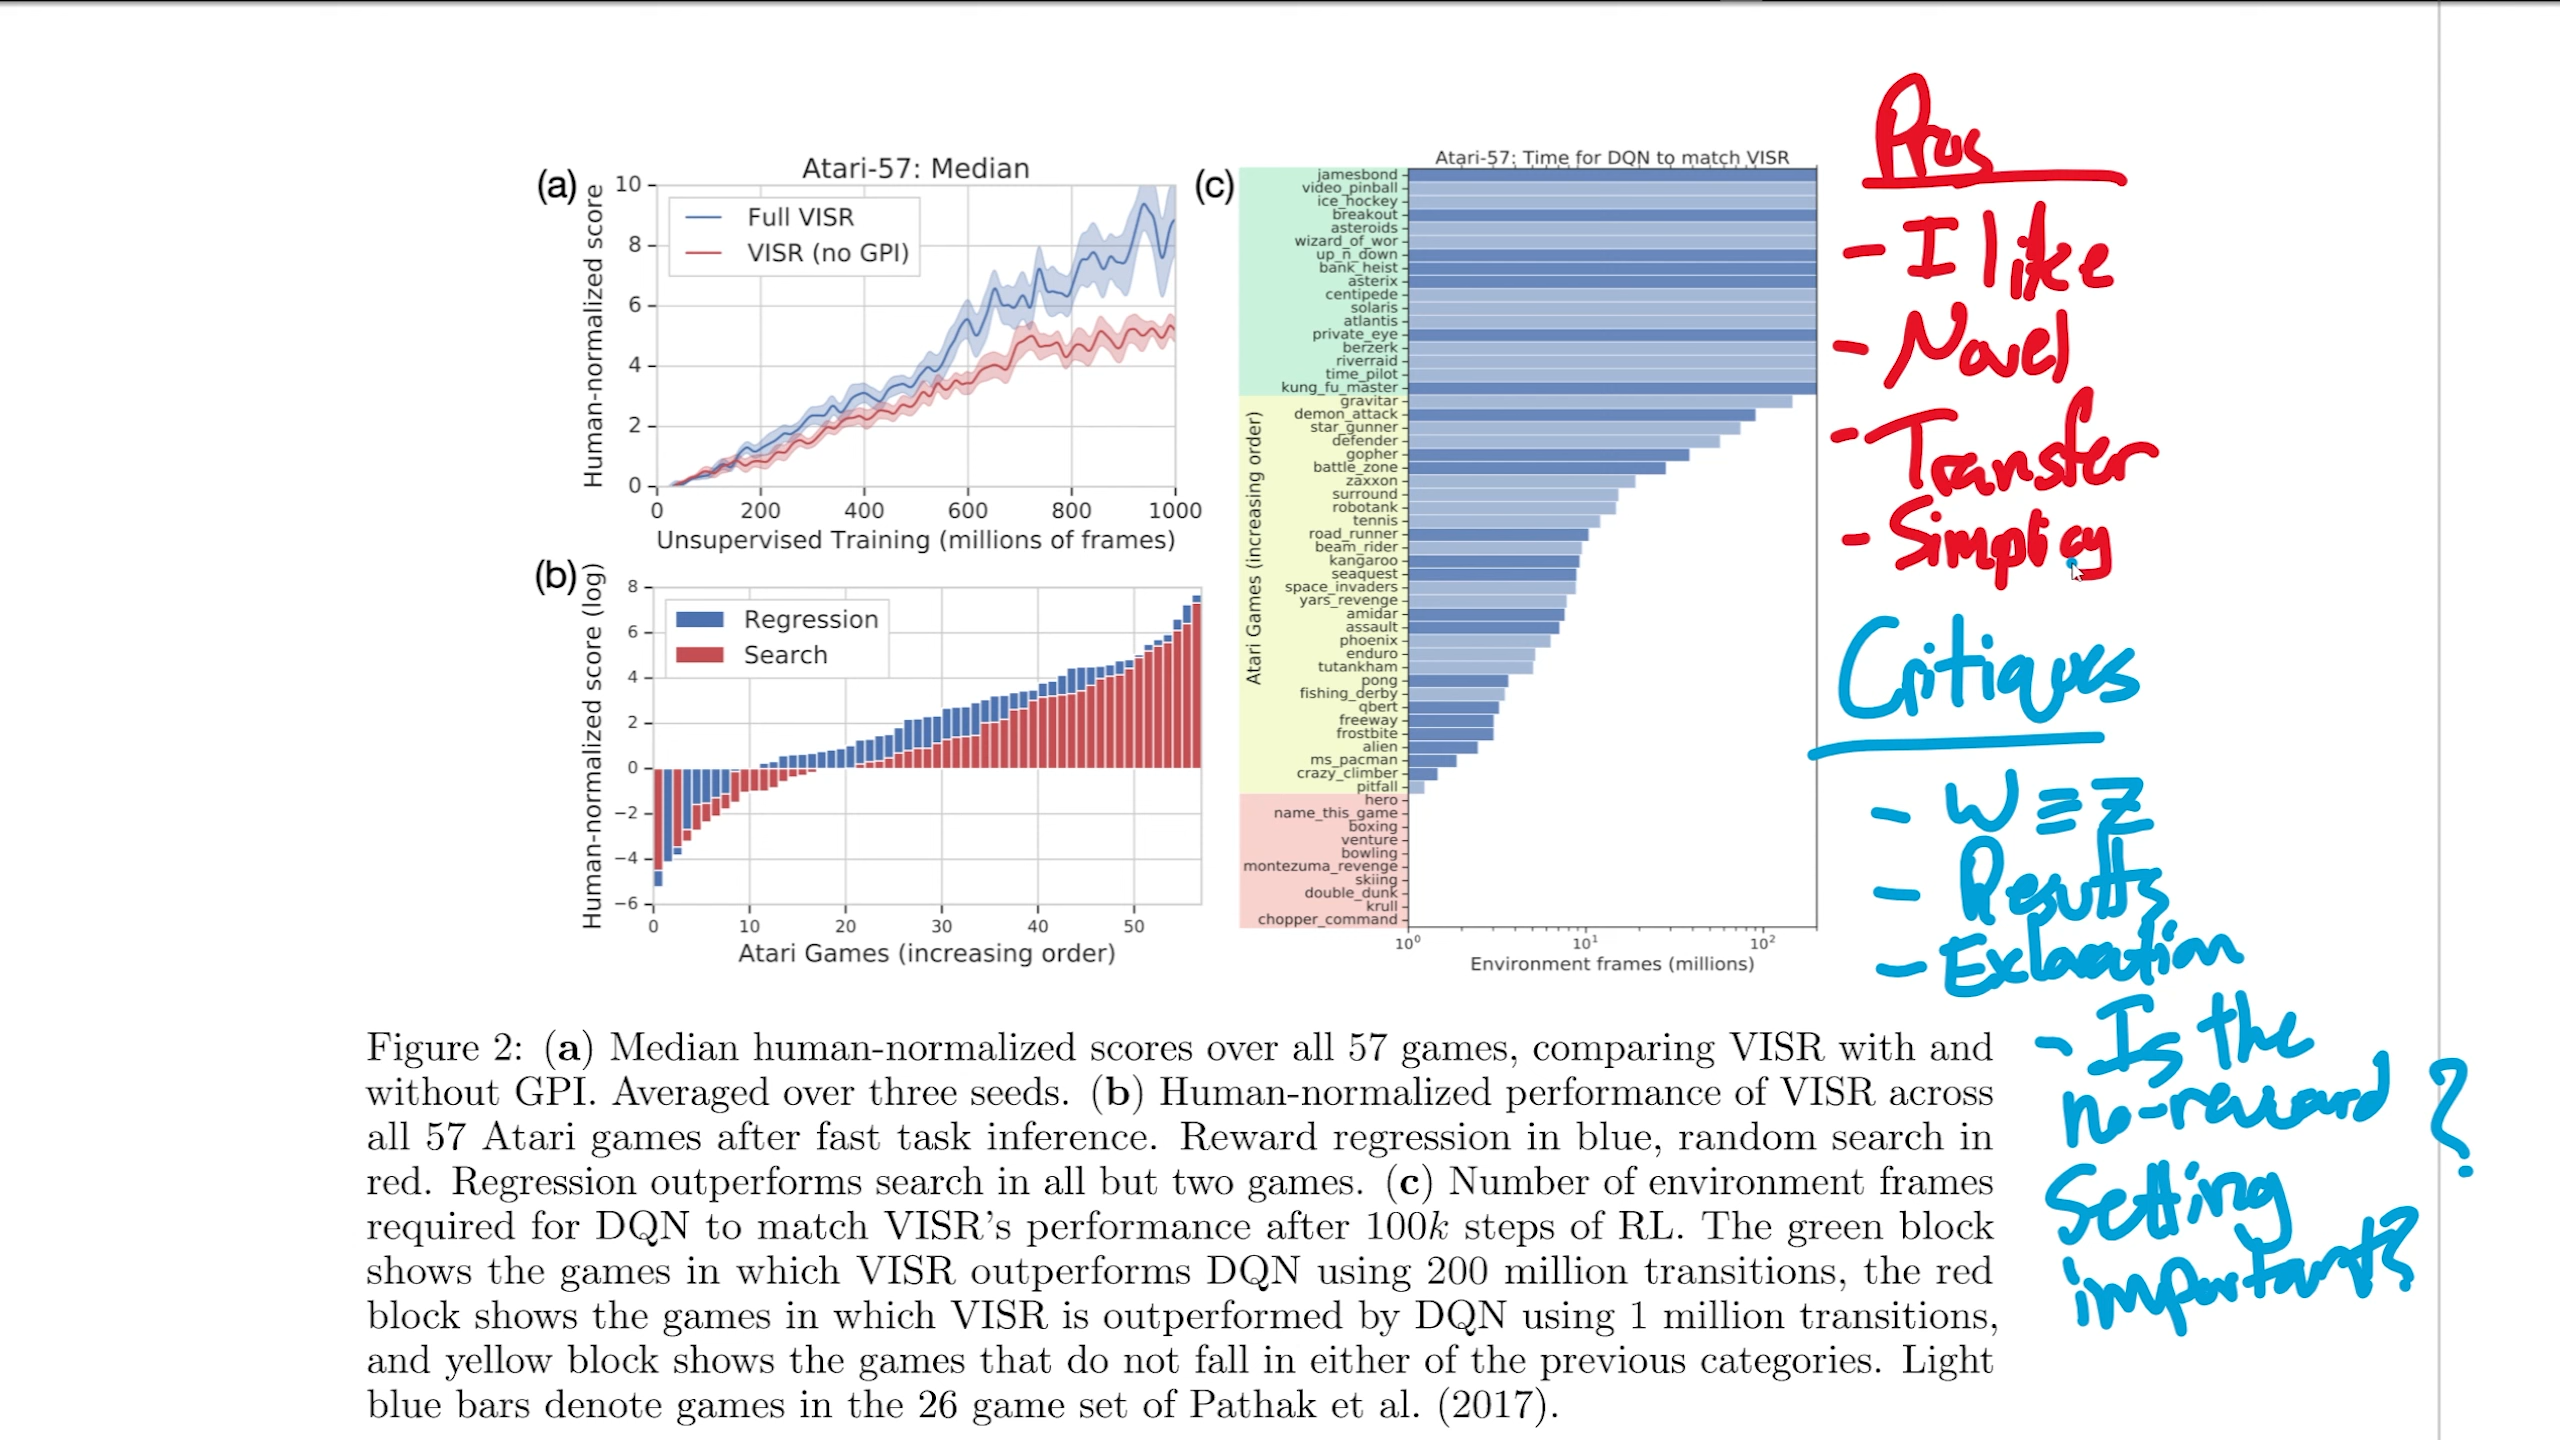 (a)
Atari-57: Median
Human-normalized score
10
8
6
4
2
0
Full VISR
VISR (no GPI)
0 200 400 600 800 1000
Unsupervised Training (millions of frames)
(b)
Human-normalized score (log)
8
6
4
2
0
−2
−4
−6
Regression
Search
0 10 20 30 40 50
Atari Games (increasing order)
(c)
Atari-57: Time for DQN to match VISR
Atari Games (increasing order)
jamesbond
video_pinball
ice_hockey
breakout
asteroids
wizard_of_wor
up_n_down
bank_heist
asterix
centipede
solaris
atlantis
private_eye
berzerk
riverraid
time_pilot
kung_fu_master
gravitar
demon_attack
star_gunner
defender
gopher
battle_zone
zaxxon
surround
robotank
tennis
road_runner
beam_rider
kangaroo
seaquest
space_invaders
yars_revenge
amidar
assault
phoenix
enduro
tutankham
pong
fishing_derby
qbert
freeway
frostbite
alien
ms_pacman
crazy_climber
pitfall
hero
name_this_game
boxing
venture
bowling
montezuma_revenge
skiing
double_dunk
krull
chopper_command
10⁰ 10¹ 10²
Environment frames (millions)
Pros
- I like
- Novel
- Transfer
-
Critiques
- W ≡ Z
- Results
-
- Is the
no-reward ?
Setting
important?
Figure 2: (a) Median human-normalized scores over all 57 games, comparing VISR with and
without GPI. Averaged over three seeds. (b) Human-normalized performance of VISR across
all 57 Atari games after fast task inference. Reward regression in blue, random search in
red. Regression outperforms search in all but two games. (c) Number of environment frames
required for DQN to match VISR's performance after 100k steps of RL. The green block
shows the games in which VISR outperforms DQN using 200 million transitions, the red
block shows the games in which VISR is outperformed by DQN using 1 million transitions,
and yellow block shows the games that do not fall in either of the previous categories. Light
blue bars denote games in the 26 game set of Pathak et al. (2017).